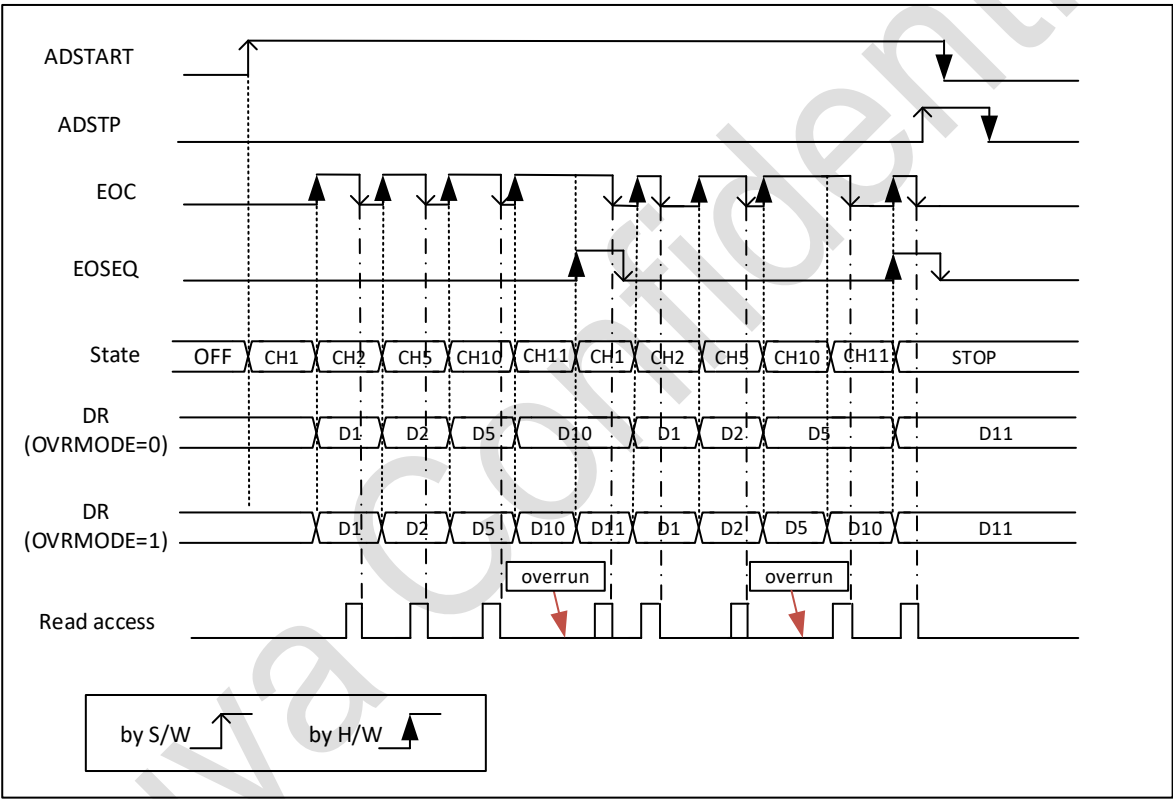 ADSTART
ADSTP
EOC
EOSEQ
State OFF CH1 CH2 CH5 CH10 CH11 CH1 CH2 CH5 CH10 CH11 STOP
DR
(OVRMODE=0) D1 D2 D5 D10 D1 D2 D5 D11
DR
(OVRMODE=1) D1 D2 D5 D10 D11 D1 D2 D5 D10 D11
overrun overrun
Read access
by S/W by H/W